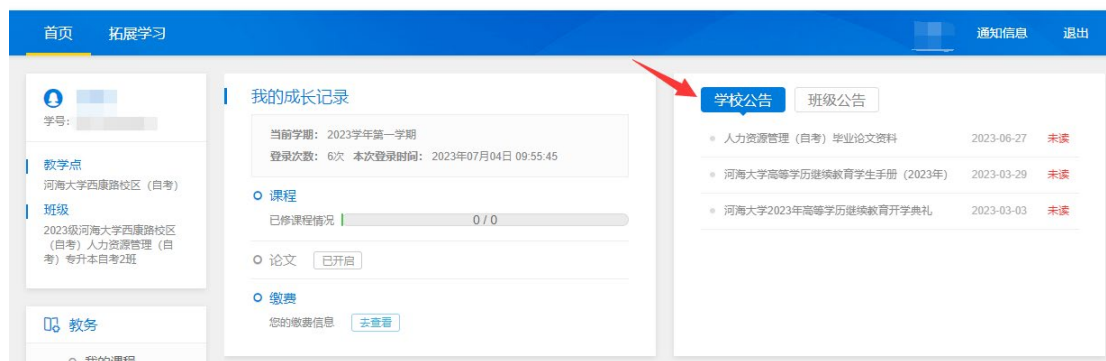 首页 拓展学习 通知信息 退出
学号:
教学点
河海大学西康路校区（自考）
班级
2023级河海大学西康路校区
（自考）人力资源管理（自
考）专升本自考2班
教务
我的课程
我的成长记录
当前学期： 2023学年第一学期
登录次数： 6次 本次登录时间： 2023年07月04日 09:55:45
课程
已修课程情况 0 / 0
论文 已开启
缴费
您的缴费信息 去查看
学校公告 班级公告
人力资源管理（自考）毕业论文资料 2023-06-27 未读
河海大学高等学历继续教育学生手册（2023年） 2023-03-29 未读
河海大学2023年高等学历继续教育开学典礼 2023-03-03 未读